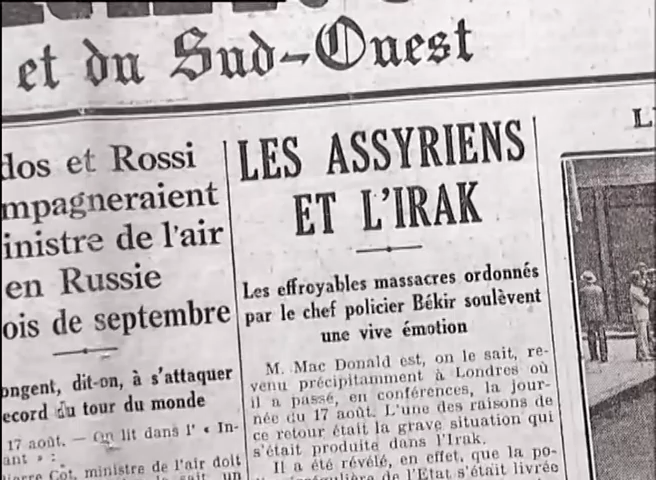 et du Sud-Ouest
dos et Rossi
mpagneraient
inistre de l'air
en Russie
ois de septembre
ongent, dit-on, à s'attaquer
ecord du tour du monde
17 août. — On lit dans l' « In-
ant » :
ierre Cot, ministre de l'air doit
sait un
LES ASSYRIENS
ET L'IRAK
Les effroyables massacres ordonnés
par le chef policier Békir soulèvent
une vive émotion
M. Mac Donald est, on le sait, re-
venu précipitamment à Londres où
il a passé, en conférences, la jour-
née du 17 août. L'une des raisons de
ce retour était la grave situation qui
s'était produite dans l'Irak.
Il a été révélé, en effet, que la po-
de l'Etat s'était livrée
L